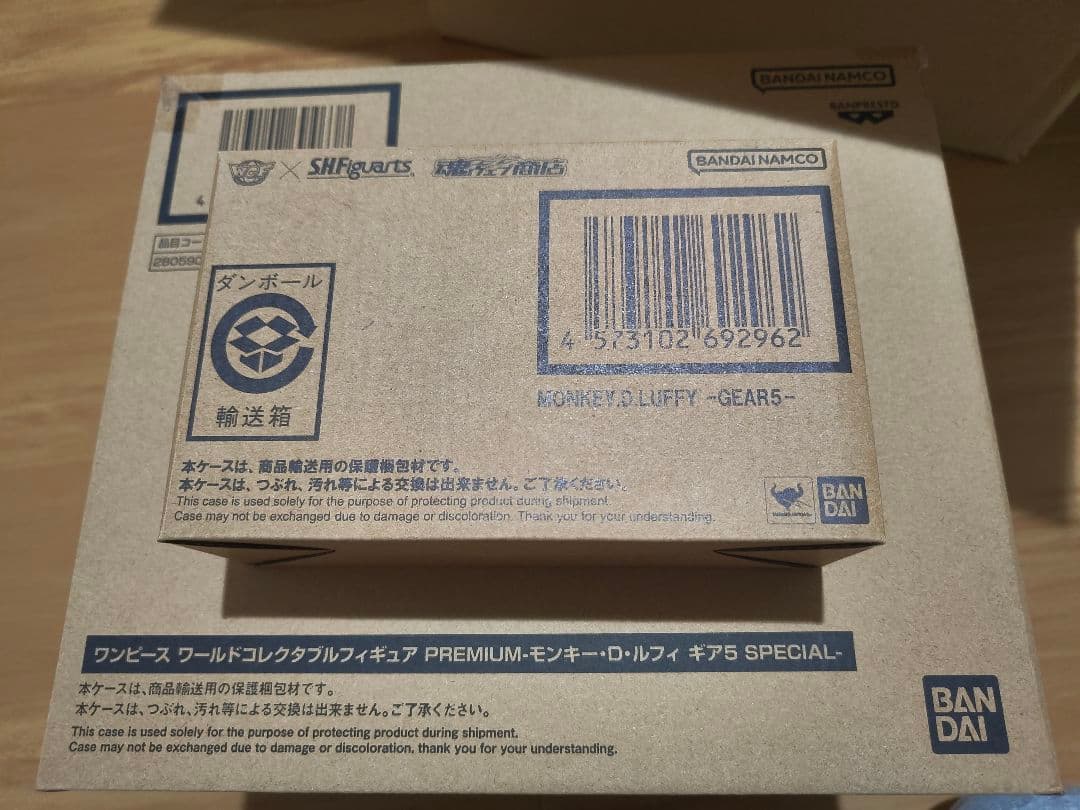 BANDAI NAMCO
BANPRESTO
4
品目コー
280590
WCF × S.H.Figuarts 魂ウェブ商店
BANDAI NAMCO
4 573102 692962
MONKEY.D.LUFFY -GEAR5-
ダンボール
輸送箱
本ケースは、商品輸送用の保護梱包材です。
本ケースは、つぶれ、汚れ等による交換は出来ません。ご了承ください。
This case is used solely for the purpose of protecting product during shipment.
Case may not be exchanged due to damage or discoloration. Thank you for your understanding.
BAN
DAI
ワンピース ワールドコレクタブルフィギュア PREMIUM-モンキー・D・ルフィ ギア5 SPECIAL-
本ケースは、商品輸送用の保護梱包材です。
本ケースは、つぶれ、汚れ等による交換は出来ません。ご了承ください。
This case is used solely for the purpose of protecting product during shipment.
Case may not be exchanged due to damage or discoloration, thank you for your understanding.
BAN
DAI